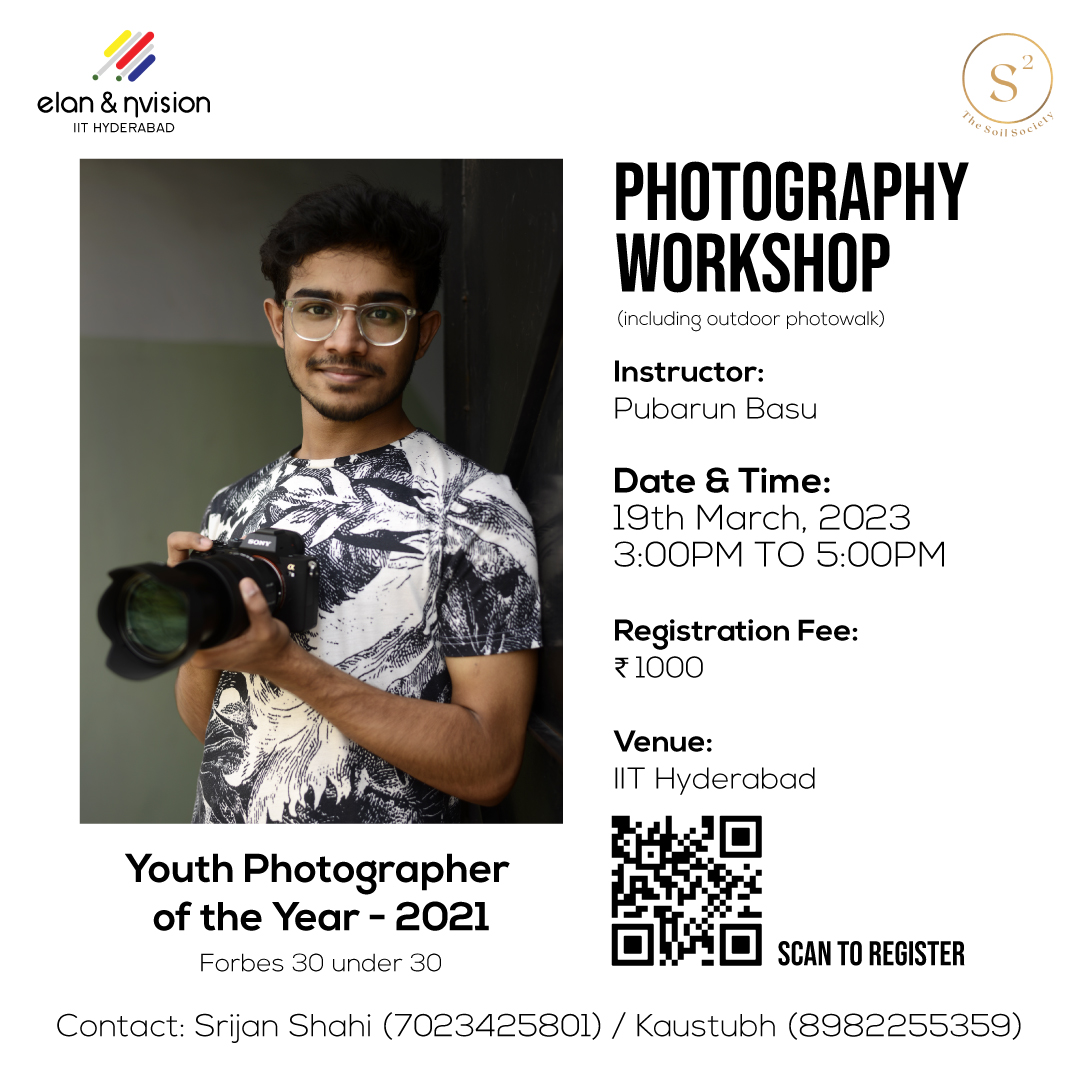 elan & ηvision
IIT HYDERABAD
S²
The Soil Society
PHOTOGRAPHY
WORKSHOP
(including outdoor photowalk)
Instructor:
Pubarun Basu
Date & Time:
19th March, 2023
3:00PM TO 5:00PM
Registration Fee:
₹ 1000
Venue:
IIT Hyderabad
SCAN TO REGISTER
SONY
α
Youth Photographer
of the Year - 2021
Forbes 30 under 30
Contact: Srijan Shahi (7023425801) / Kaustubh (8982255359)